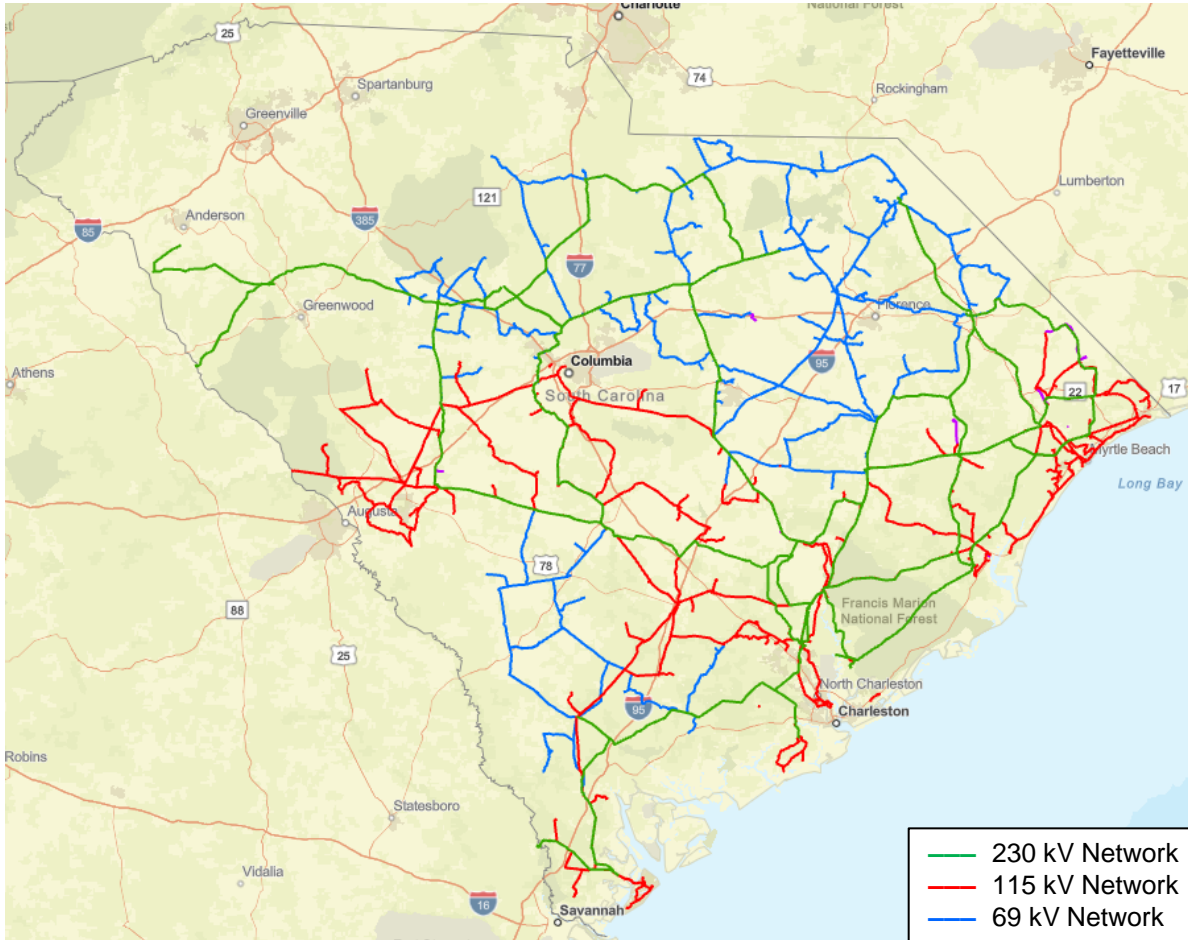 Charlotte
National Forest
25
Fayetteville
74
Spartanburg
Rockingham
Greenville
Lumberton
121
Anderson
385
85
77
Greenwood
Florence
95
Columbia
Athens
South Carolina
22
17
Myrtle Beach
Long Bay
Augusta
78
Francis Marion
National Forest
88
25
North Charleston
95
Charleston
Robins
Statesboro
Vidalia
16
Savannah
230 kV Network
115 kV Network
69 kV Network